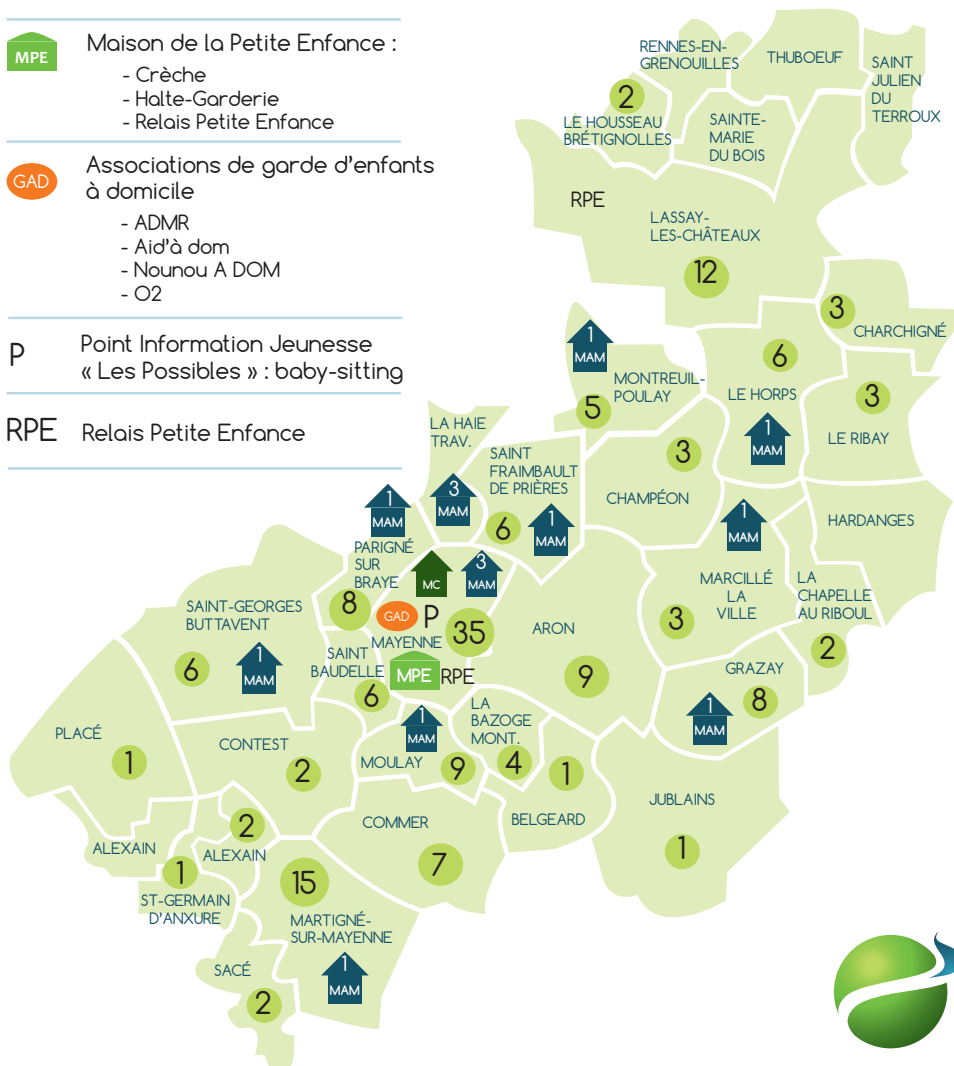 MPE
Maison de la Petite Enfance :
- Crèche
- Halte-Garderie
- Relais Petite Enfance
GAD
Associations de garde d'enfants
à domicile
- ADMR
- Aid'à dom
- Nounou A DOM
- O2
P
Point Information Jeunesse
« Les Possibles » : baby-sitting
RPE
Relais Petite Enfance
RENNES-EN-
GRENOUILLES
THUBOEUF
SAINT
JULIEN
DU
TERROUX
2
LE HOUSSEAU
BRÉTIGNOLLES
SAINTE-
MARIE
DU BOIS
RPE
LASSAY-
LES-CHÂTEAUX
12
3
CHARCHIGNÉ
1
MAM
MONTREUIL-
POULAY
5
6
LE HORPS
1
MAM
3
LE RIBAY
LA HAIE
TRAV.
3
MAM
SAINT
FRAIMBAULT
DE PRIÈRES
6
1
MAM
3
CHAMPÉON
HARDANGES
1
MAM
PARIGNÉ
SUR
BRAYE
8
MC
3
MAM
GAD
P
MAYENNE
35
MPE
RPE
ARON
9
1
MAM
MARCILLÉ
LA
VILLE
3
LA
CHAPELLE
AU RIBOUL
2
SAINT-GEORGES
BUTTAVENT
6
1
MAM
SAINT
BAUDELLE
6
GRAZAY
8
1
MAM
PLACÉ
1
CONTEST
2
1
MAM
MOULAY
9
LA
BAZOGE
MONT.
4
1
BELGEARD
JUBLAINS
1
COMMER
7
ALEXAIN
2
ALEXAIN
1
ST-GERMAIN
D'ANXURE
15
MARTIGNÉ-
SUR-MAYENNE
1
MAM
SACÉ
2